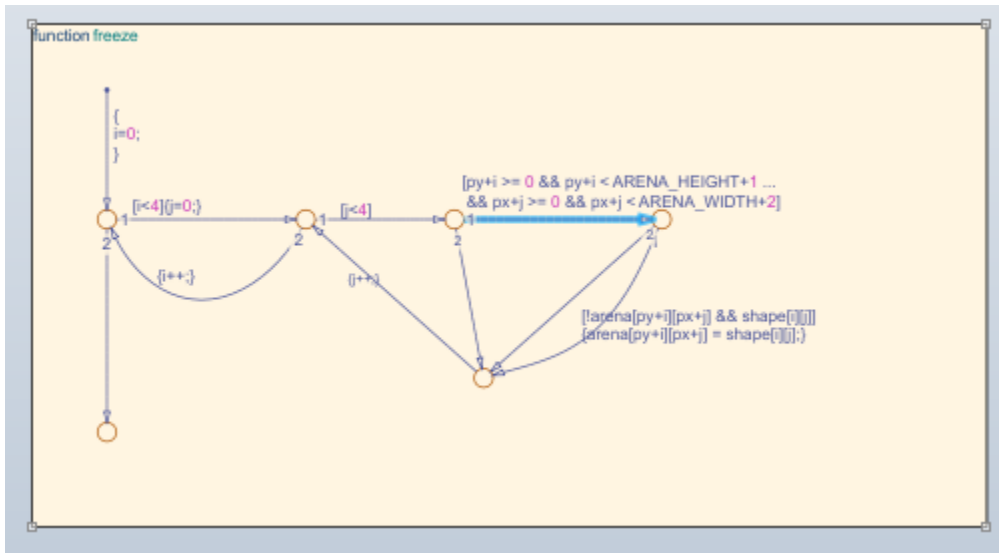 function freeze
{
i=0;
}
[py+i >= 0 && py+i < ARENA_HEIGHT+1 ...
&& px+j >= 0 && px+j < ARENA_WIDTH+2]
[i<4]{j=0;}
[j<4]
1
1
1
2
2
2
2
1
{i++;}
{j++;}
[!arena[py+i][px+j] && shape[i][j]]
{arena[py+i][px+j] = shape[i][j];}